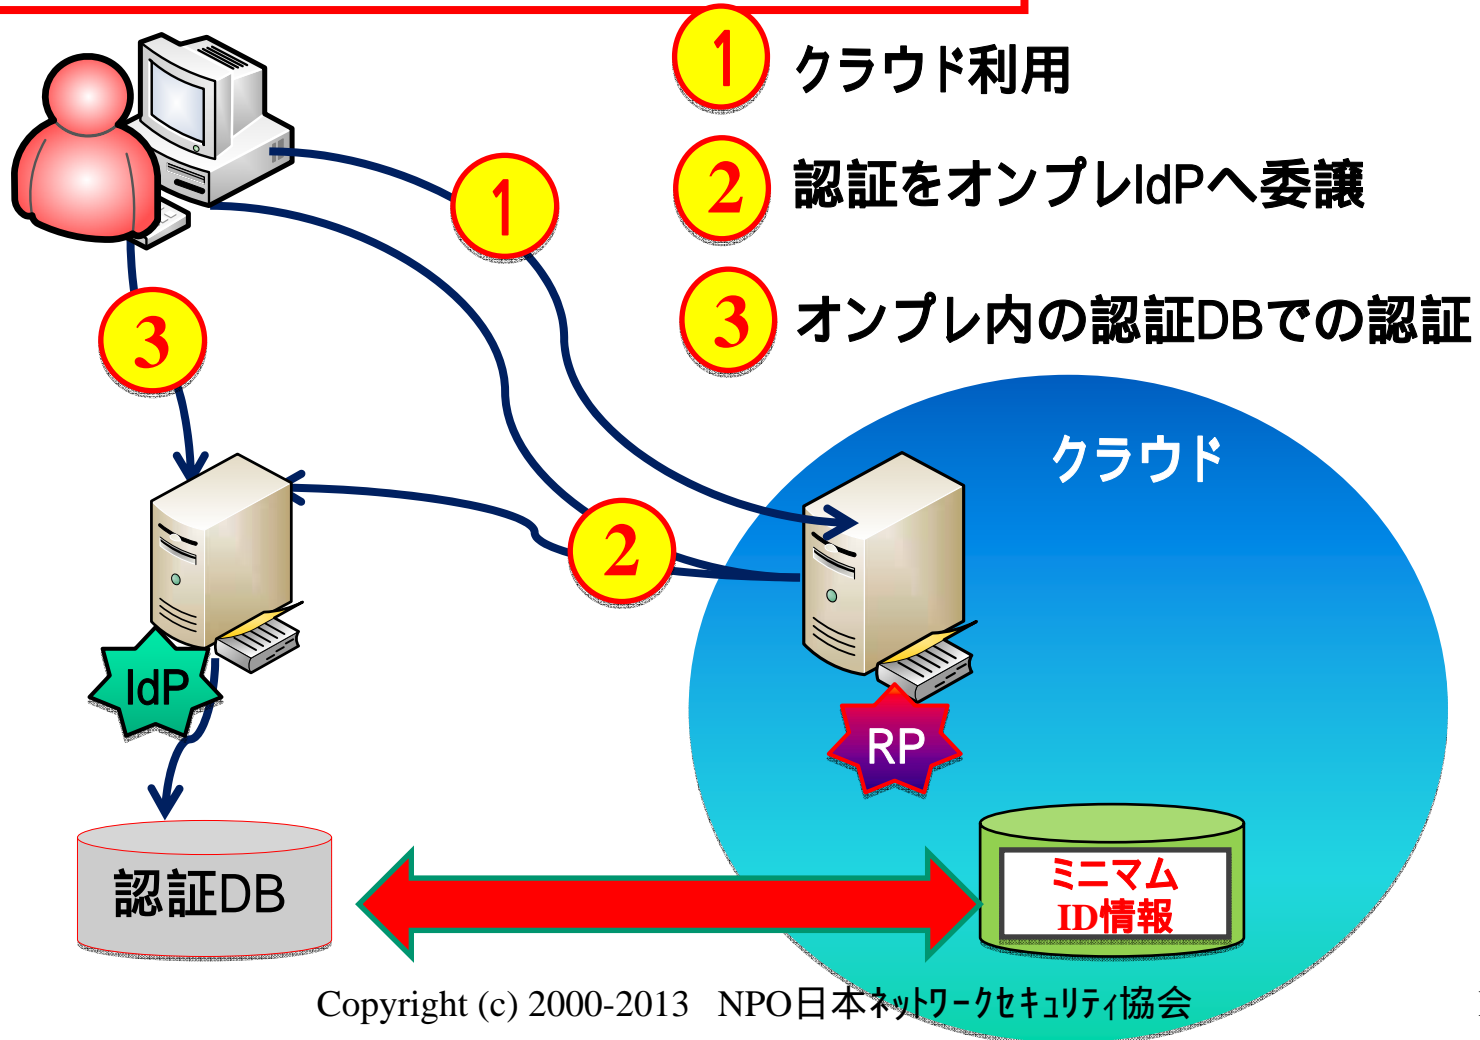 1 クラウド利用
2 認証をオンプレIdPへ委譲
3 オンプレ内の認証DBでの認証
1
3
クラウド
2
IdP
RP
認証DB
ミニマム
ID情報
Copyright (c) 2000-2013 NPO日本ネットワークセキュリティ協会